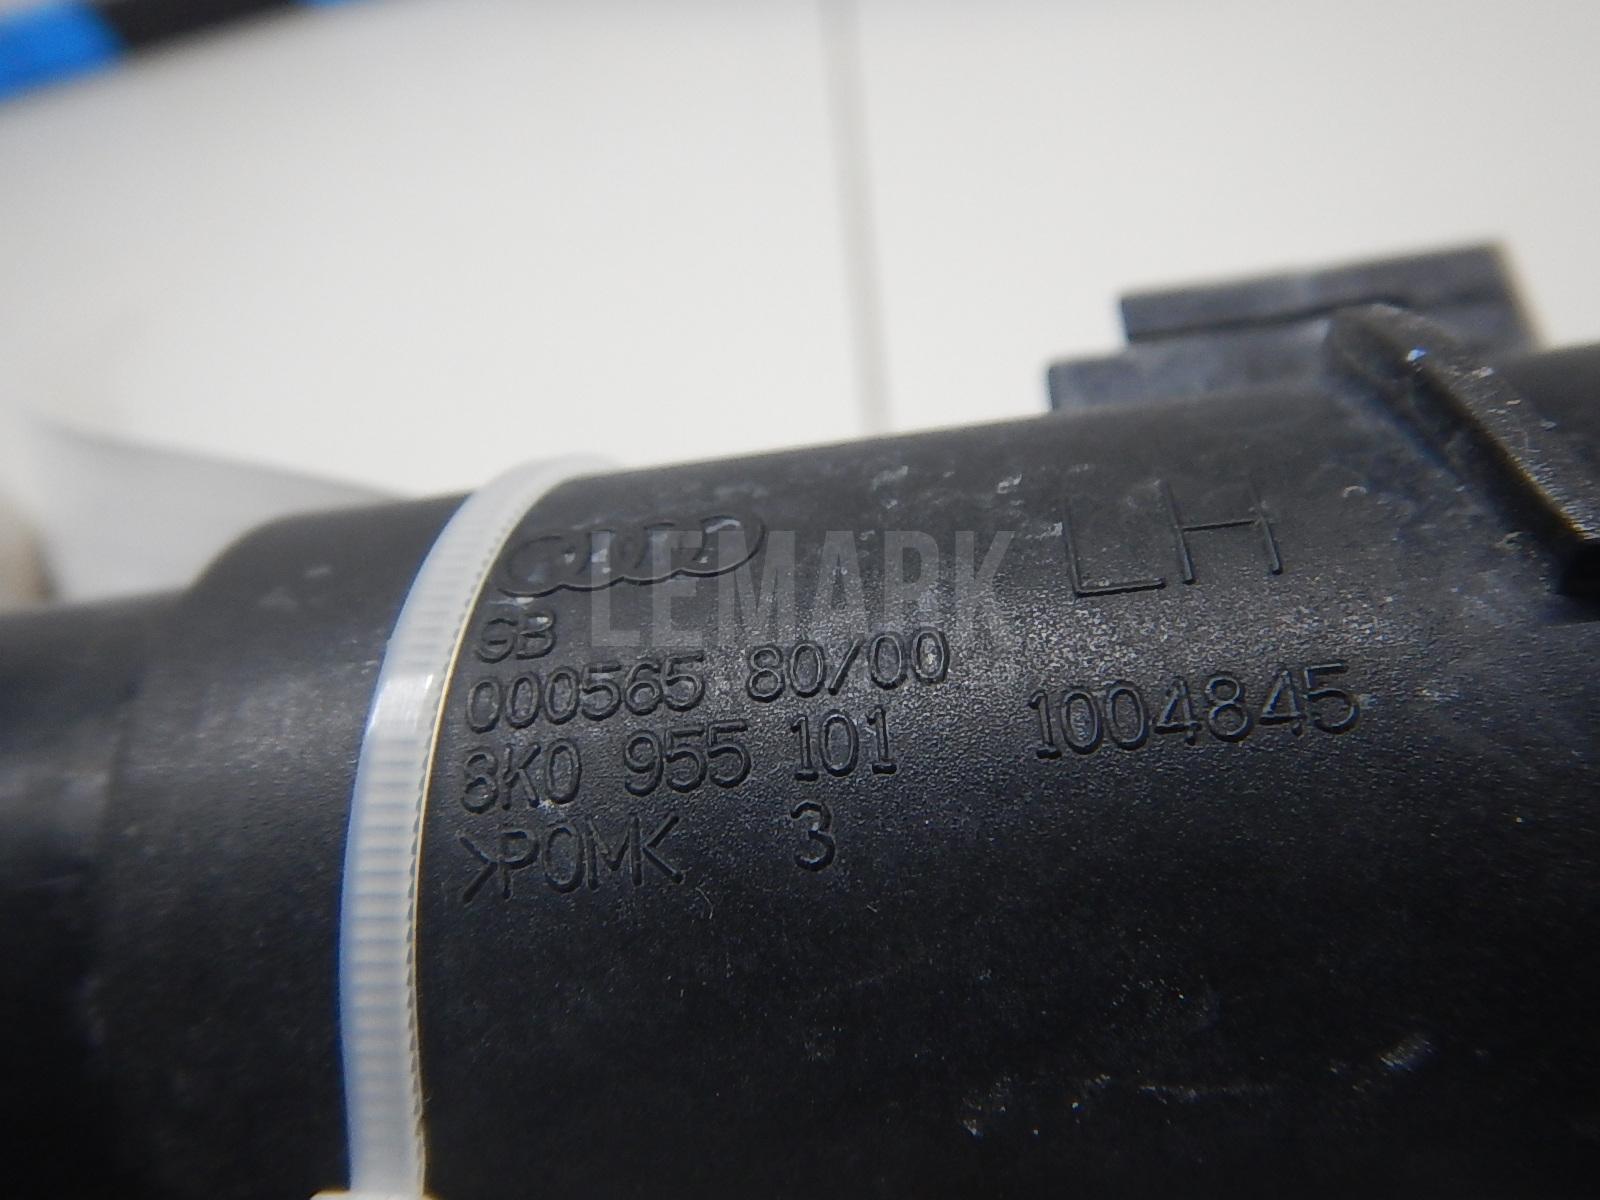 LEMARK
LH
GB
000565 80/00
8K0 955 101 1004845
>POM< 3